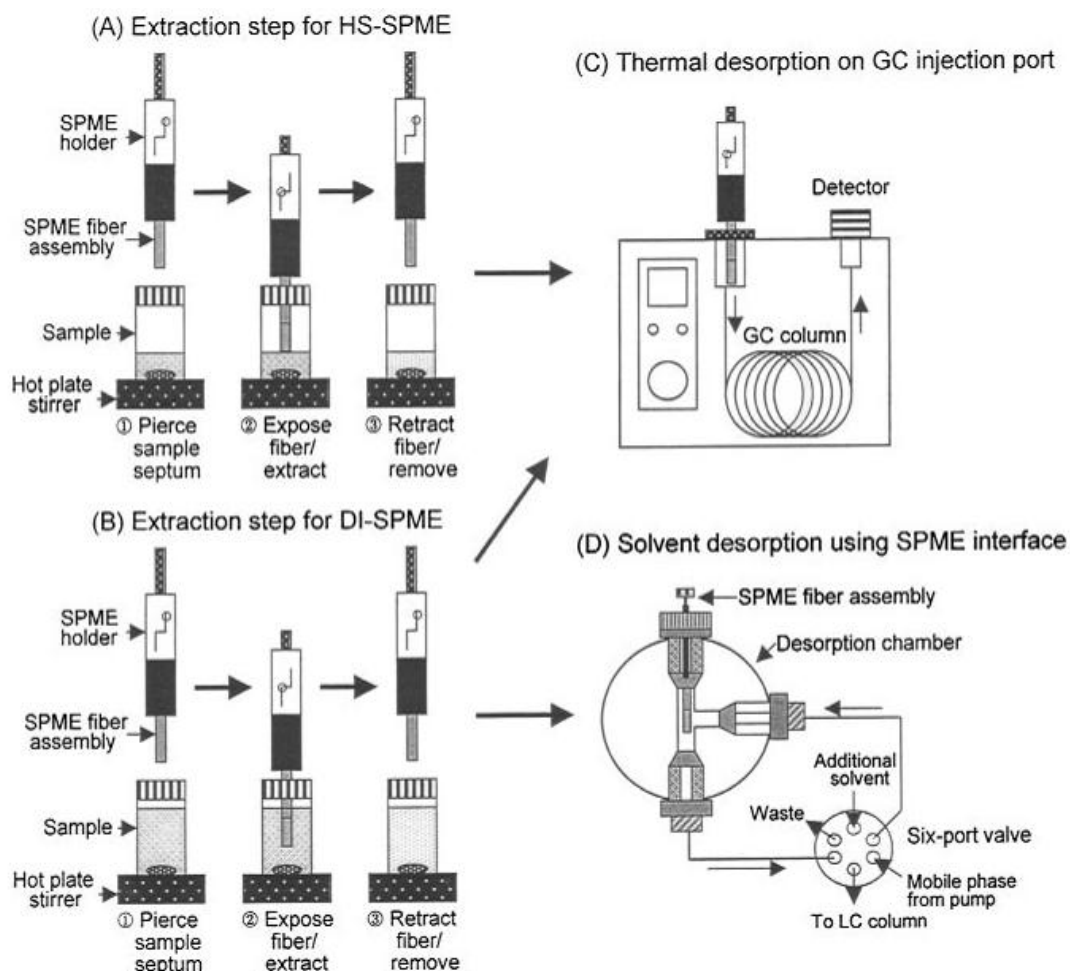 (A) Extraction step for HS-SPME
SPME
holder
SPME fiber
assembly
Sample
Hot plate
stirrer
① Pierce
sample
septum
② Expose
fiber/
extract
③ Retract
fiber/
remove
(B) Extraction step for DI-SPME
SPME
holder
SPME fiber
assembly
Sample
Hot plate
stirrer
① Pierce
sample
septum
② Expose
fiber/
extract
③ Retract
fiber/
remove
(C) Thermal desorption on GC injection port
Detector
GC column
(D) Solvent desorption using SPME interface
SPME fiber assembly
Desorption chamber
Additional
solvent
Waste
Six-port valve
Mobile phase
from pump
To LC column